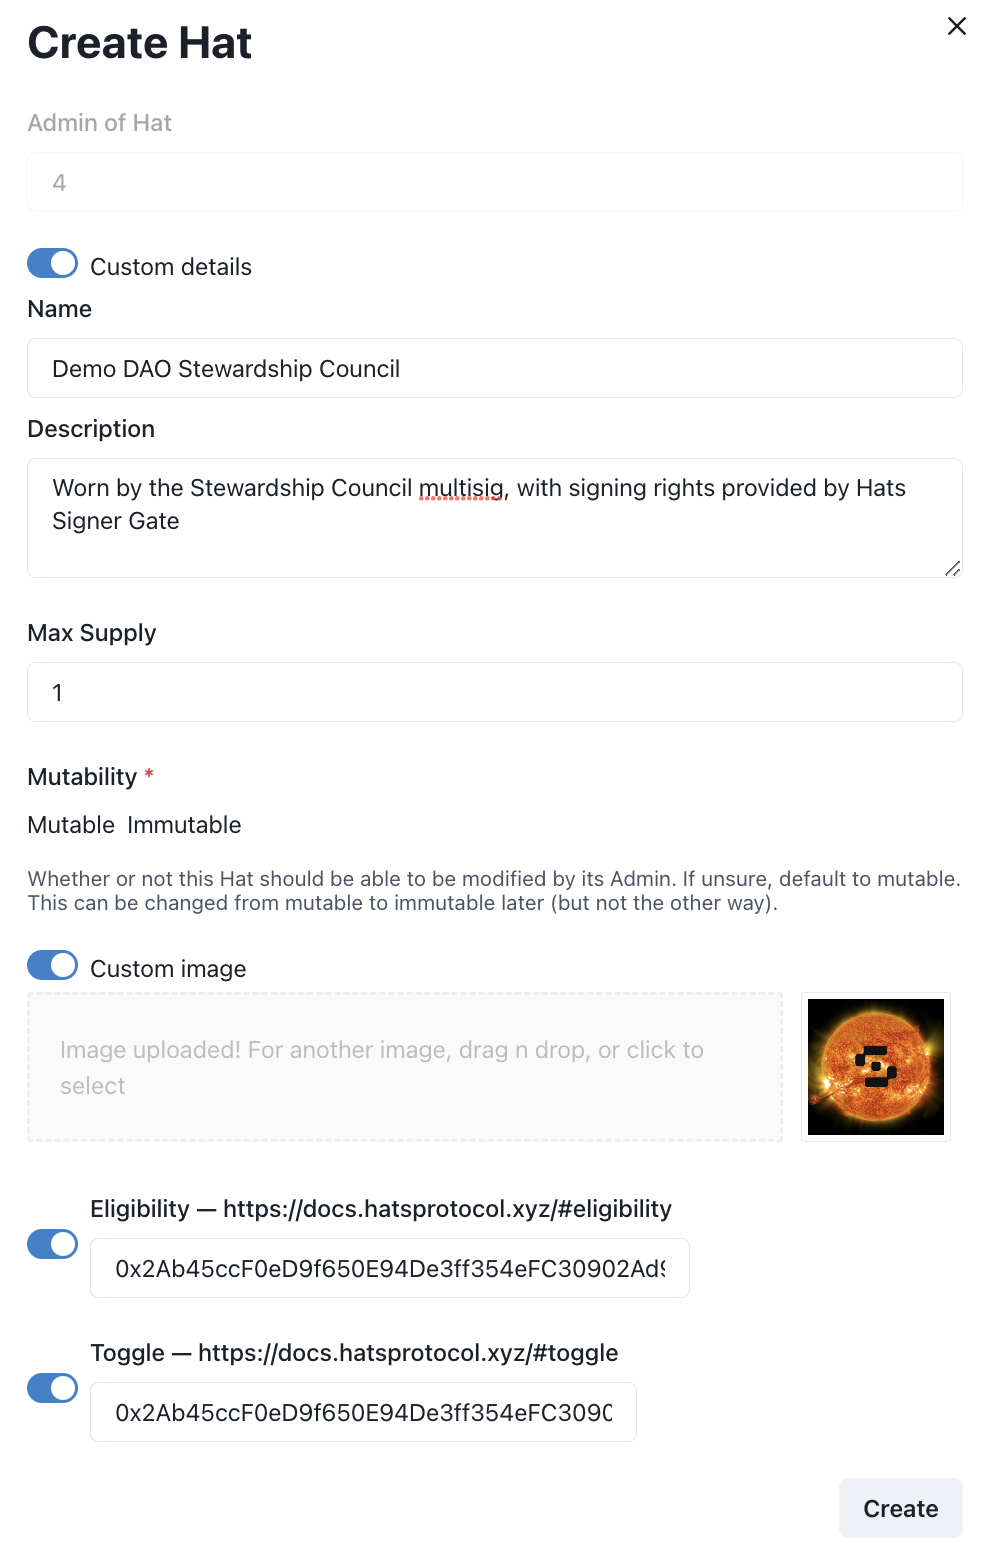 Create Hat
Admin of Hat
4
Custom details
Name
Demo DAO Stewardship Council
Description
Worn by the Stewardship Council multisig, with signing rights provided by Hats
Signer Gate
Max Supply
1
Mutability *
Mutable Immutable
Whether or not this Hat should be able to be modified by its Admin. If unsure, default to mutable.
This can be changed from mutable to immutable later (but not the other way).
Custom image
Image uploaded! For another image, drag n drop, or click to
select
Eligibility — https://docs.hatsprotocol.xyz/#eligibility
0x2Ab45ccF0eD9f650E94De3ff354eFC30902Ad9
Toggle — https://docs.hatsprotocol.xyz/#toggle
0x2Ab45ccF0eD9f650E94De3ff354eFC3090
Create